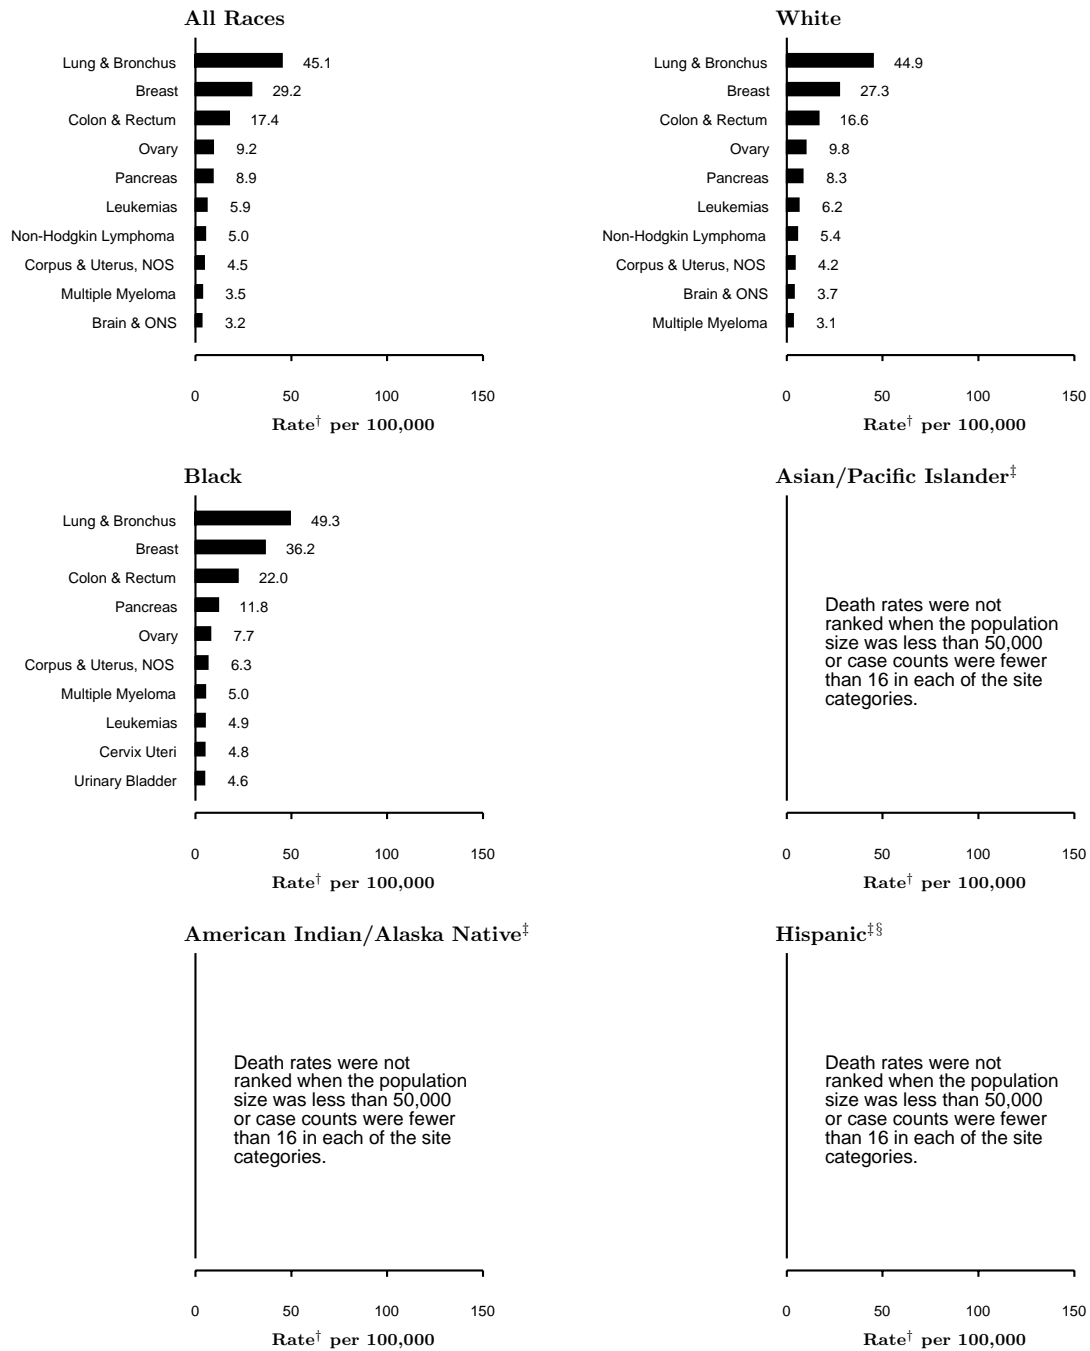 All Races
Lung & Bronchus 45.1
Breast 29.2
Colon & Rectum 17.4
Ovary 9.2
Pancreas 8.9
Leukemias 5.9
Non-Hodgkin Lymphoma 5.0
Corpus & Uterus, NOS 4.5
Multiple Myeloma 3.5
Brain & ONS 3.2
0 50 100 150
Rate† per 100,000
White
Lung & Bronchus 44.9
Breast 27.3
Colon & Rectum 16.6
Ovary 9.8
Pancreas 8.3
Leukemias 6.2
Non-Hodgkin Lymphoma 5.4
Corpus & Uterus, NOS 4.2
Brain & ONS 3.7
Multiple Myeloma 3.1
0 50 100 150
Rate† per 100,000
Black
Lung & Bronchus 49.3
Breast 36.2
Colon & Rectum 22.0
Pancreas 11.8
Ovary 7.7
Corpus & Uterus, NOS 6.3
Multiple Myeloma 5.0
Leukemias 4.9
Cervix Uteri 4.8
Urinary Bladder 4.6
0 50 100 150
Rate† per 100,000
Asian/Pacific Islander‡
Death rates were not
ranked when the population
size was less than 50,000
or case counts were fewer
than 16 in each of the site
categories.
0 50 100 150
Rate† per 100,000
American Indian/Alaska Native‡
Death rates were not
ranked when the population
size was less than 50,000
or case counts were fewer
than 16 in each of the site
categories.
0 50 100 150
Rate† per 100,000
Hispanic‡§
Death rates were not
ranked when the population
size was less than 50,000
or case counts were fewer
than 16 in each of the site
categories.
0 50 100 150
Rate† per 100,000